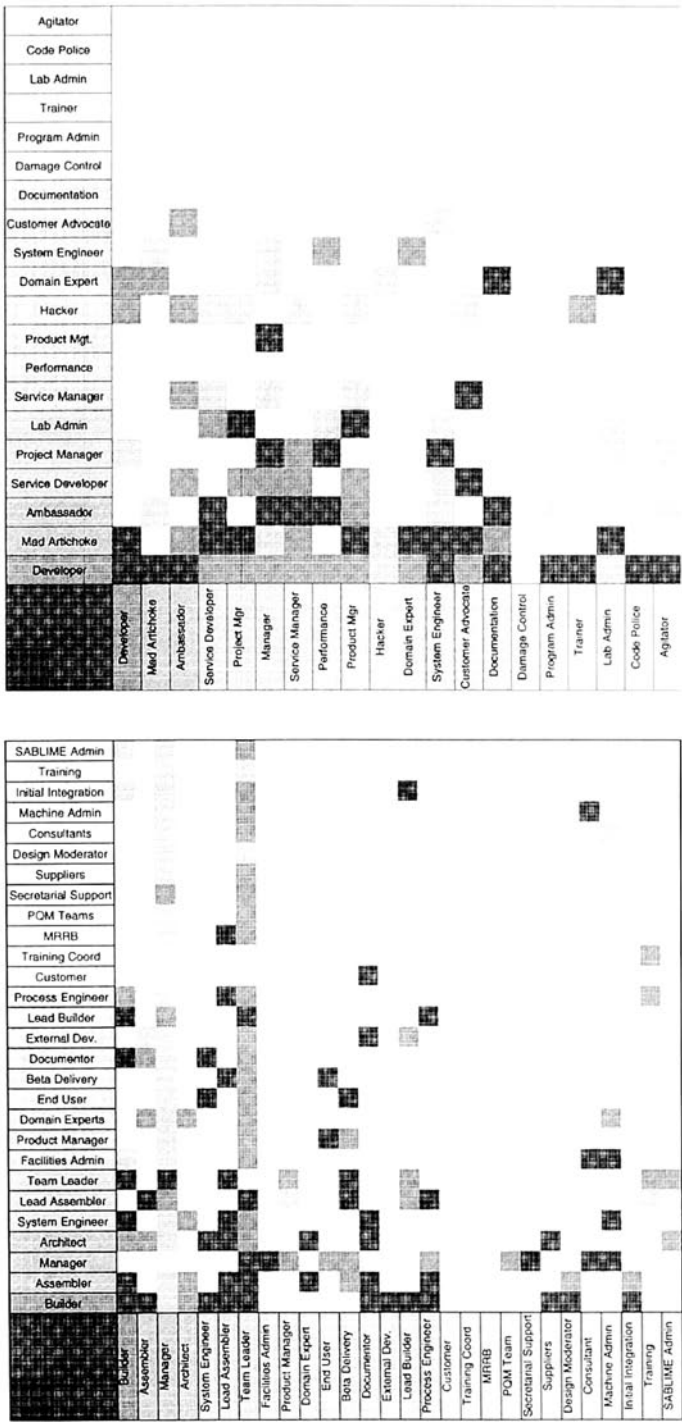 Agitator
Code Police
Lab Admin
Trainer
Program Admin
Damage Control
Documentation
Customer Advocate
System Engineer
Domain Expert
Hacker
Product Mgt.
Performance
Service Manager
Lab Admin
Project Manager
Service Developer
Ambassador
Mad Artichoke
Developer
Developer
Mad Artichoke
Ambassador
Service Developer
Project Mgr
Manager
Service Manager
Performance
Product Mgr
Hacker
Domain Expert
System Engineer
Customer Advocate
Documentation
Damage Control
Program Admin
Trainer
Lab Admin
Code Police
Agitator
SABLIME Admin
Training
Initial Integration
Machine Admin
Consultants
Design Moderator
Suppliers
Secretarial Support
PQM Teams
MRRB
Training Coord
Customer
Process Engineer
Lead Builder
External Dev.
Documentor
Beta Delivery
End User
Domain Experts
Product Manager
Facilities Admin
Team Leader
Lead Assembler
System Engineer
Architect
Manager
Assembler
Builder
Builder
Assembler
Manager
Architect
System Engineer
Lead Assembler
Team Leader
Facilities Admin
Product Manager
Domain Expert
End User
Beta Delivery
Documentor
External Dev.
Lead Builder
Process Engineer
Customer
Training Coord
MRRB
PQM Team
Secretarial Support
Suppliers
Design Moderator
Consultant
Machine Admin
Initial Integration
Training
SABLIME Admin